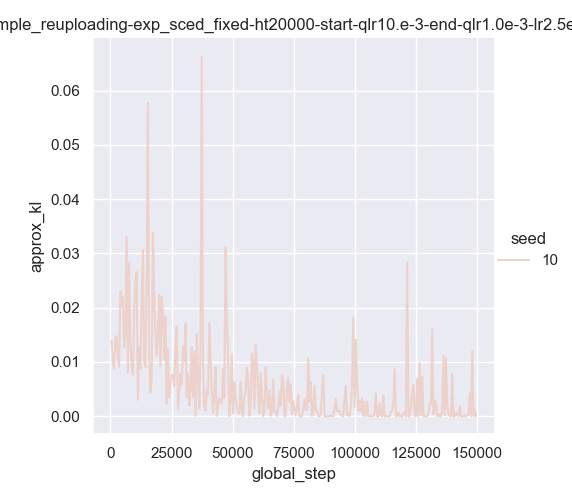 mple_reuploading-exp_sced_fixed-ht20000-start-qlr10.e-3-end-qlr1.0e-3-lr2.5e
0.06
0.05
0.04
0.03
0.02
0.01
0.00
approx_kl
0 25000 50000 75000 100000 125000 150000
global_step
seed
10